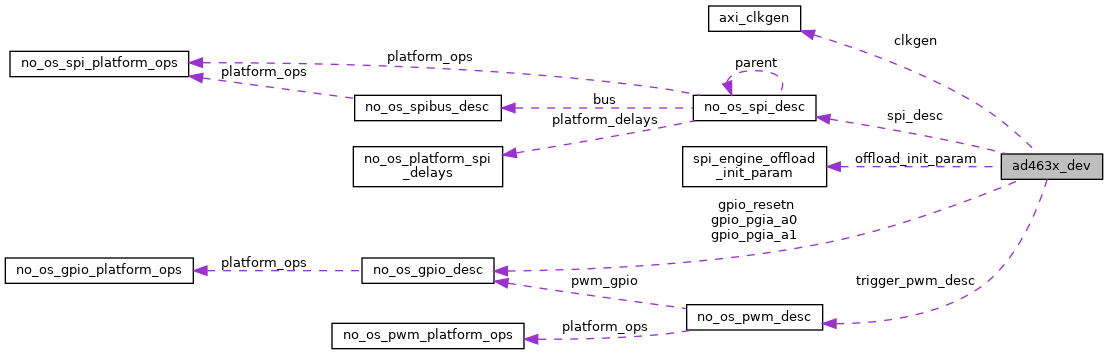 axi_clkgen
clkgen
no_os_spi_platform_ops
platform_ops
platform_ops
parent
no_os_spibus_desc
bus
no_os_spi_desc
spi_desc
platform_delays
no_os_platform_spi
_delays
spi_engine_offload
_init_param
offload_init_param
ad463x_dev
gpio_resetn
gpio_pgia_a0
gpio_pgia_a1
no_os_gpio_platform_ops
platform_ops
no_os_gpio_desc
pwm_gpio
trigger_pwm_desc
no_os_pwm_desc
no_os_pwm_platform_ops
platform_ops